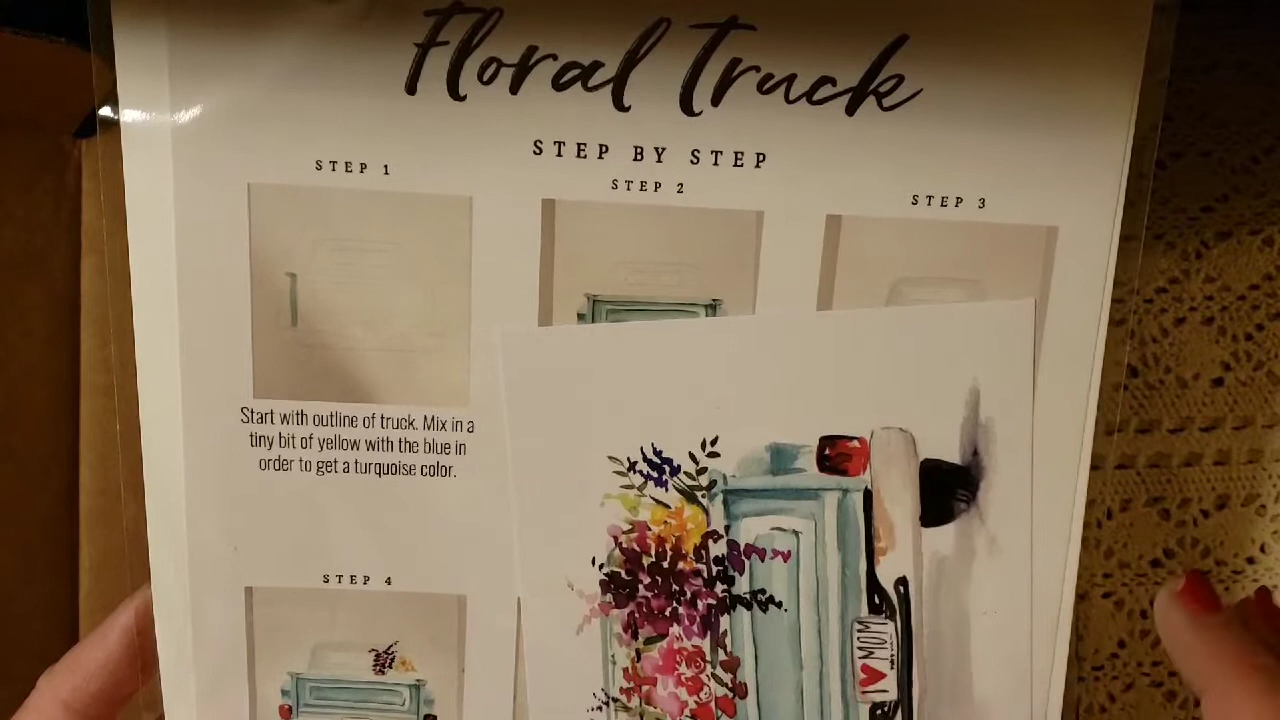 Floral Truck
STEP BY STEP
STEP 1
STEP 2
STEP 3
Start with outline of truck. Mix in a
tiny bit of yellow with the blue in
order to get a turquoise color.
STEP 4
I ♥ MOM